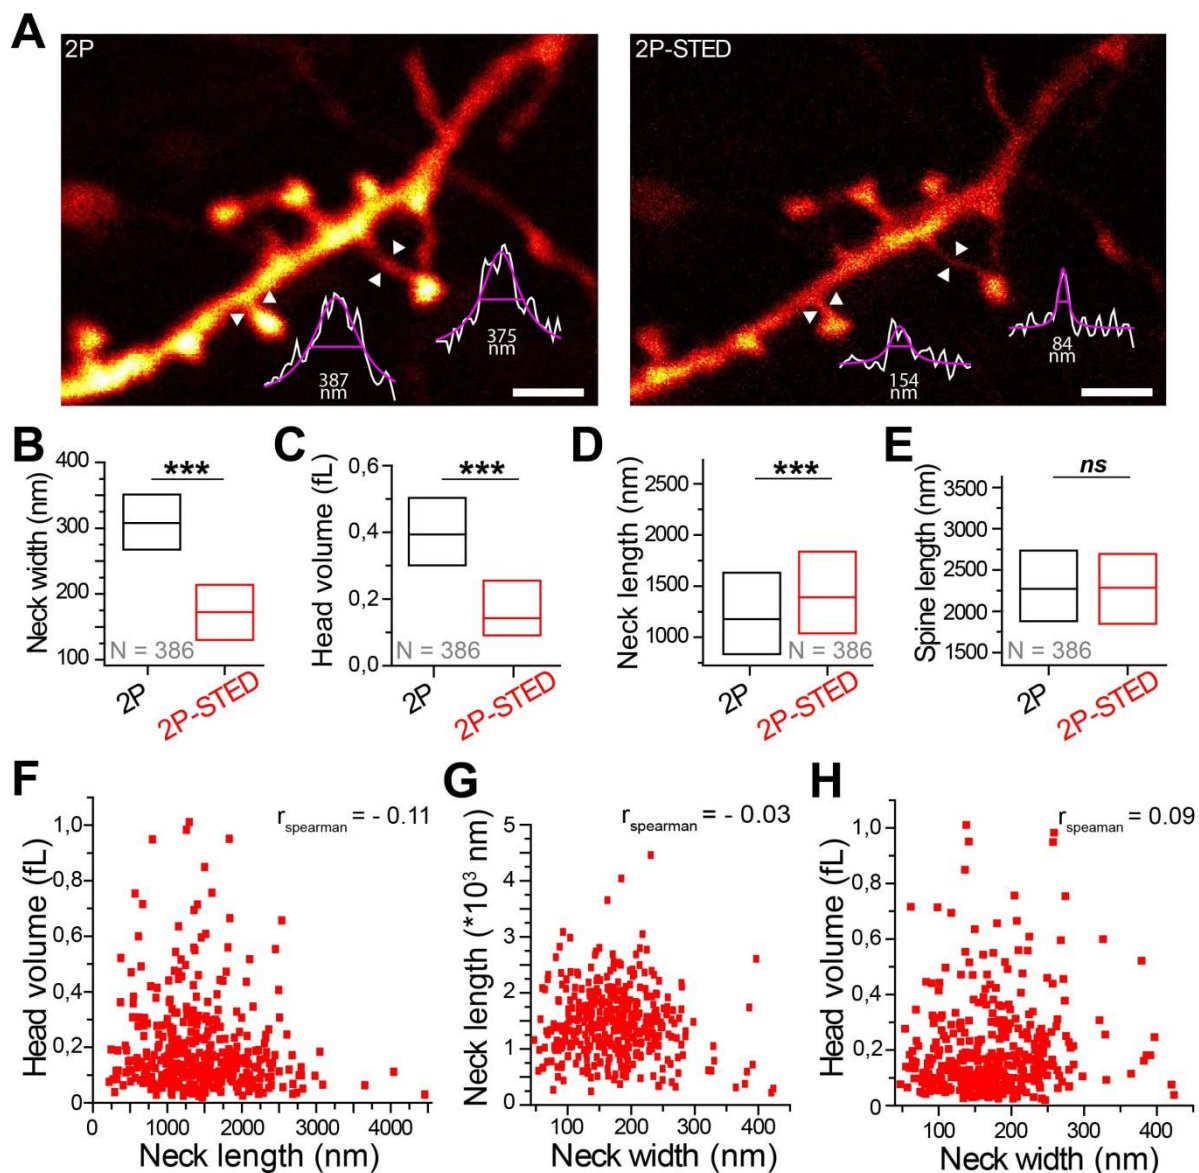 A
2P
2P-STED
387
nm
375
nm
154
nm
84
nm
B
Neck width (nm)
400
300
200
100
***
N = 386
2P
2P-STED
C
Head volume (fL)
0,6
0,4
0,2
0,0
***
N = 386
2P
2P-STED
D
Neck length (nm)
2500
2000
1500
1000
***
N = 386
2P
2P-STED
E
Spine length (nm)
3500
3000
2500
2000
1500
ns
N = 386
2P
2P-STED
F
r spearman = - 0.11
Head volume (fL)
1,0
0,8
0,6
0,4
0,2
0
0 1000 2000 3000 4000
Neck length (nm)
G
r spearman = - 0.03
Neck length (*10³ nm)
5
4
3
2
1
0
100 200 300 400
Neck width (nm)
H
r speaman = 0.09
Head volume (fL)
1,0
0,8
0,6
0,4
0,2
0
100 200 300 400
Neck width (nm)